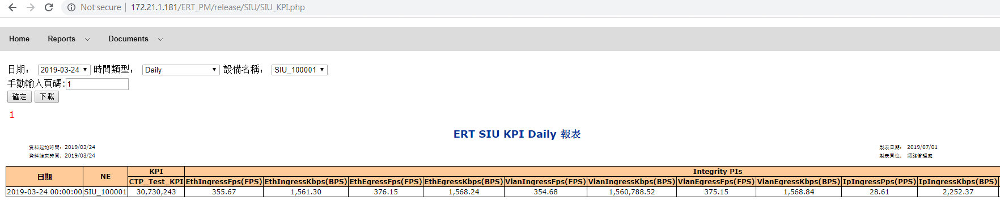 Not secure | 172.21.1.181/ERT_PM/release/SIU/SIU_KPI.php
Home Reports Documents
日期： 2019-03-24 時間類型： Daily 設備名稱： SIU_100001
手動輸入頁碼:1
確定 下載
1
ERT SIU KPI Daily 報表
資料起始時間：2019/03/24 製表日期： 2019/07/01
資料結束時間：2019/03/24 製表單位： 網路管理處
日期 NE KPI Integrity PIs
CTP_Test_KPI EthIngressFps(FPS) EthIngressKbps(BPS) EthEgressFps(FPS) EthEgressKbps(BPS) VlanIngressFps(FPS) VlanIngressKbps(BPS) VlanEgressFps(FPS) VlanEgressKbps(BPS) IpIngressPps(PPS) IpIngressKbps(BPS)
2019-03-24 00:00:00 SIU_100001 30,730,243 355.67 1,561.30 376.15 1,568.24 354.68 1,560,788.52 375.15 1,568.84 28.61 2,252.37